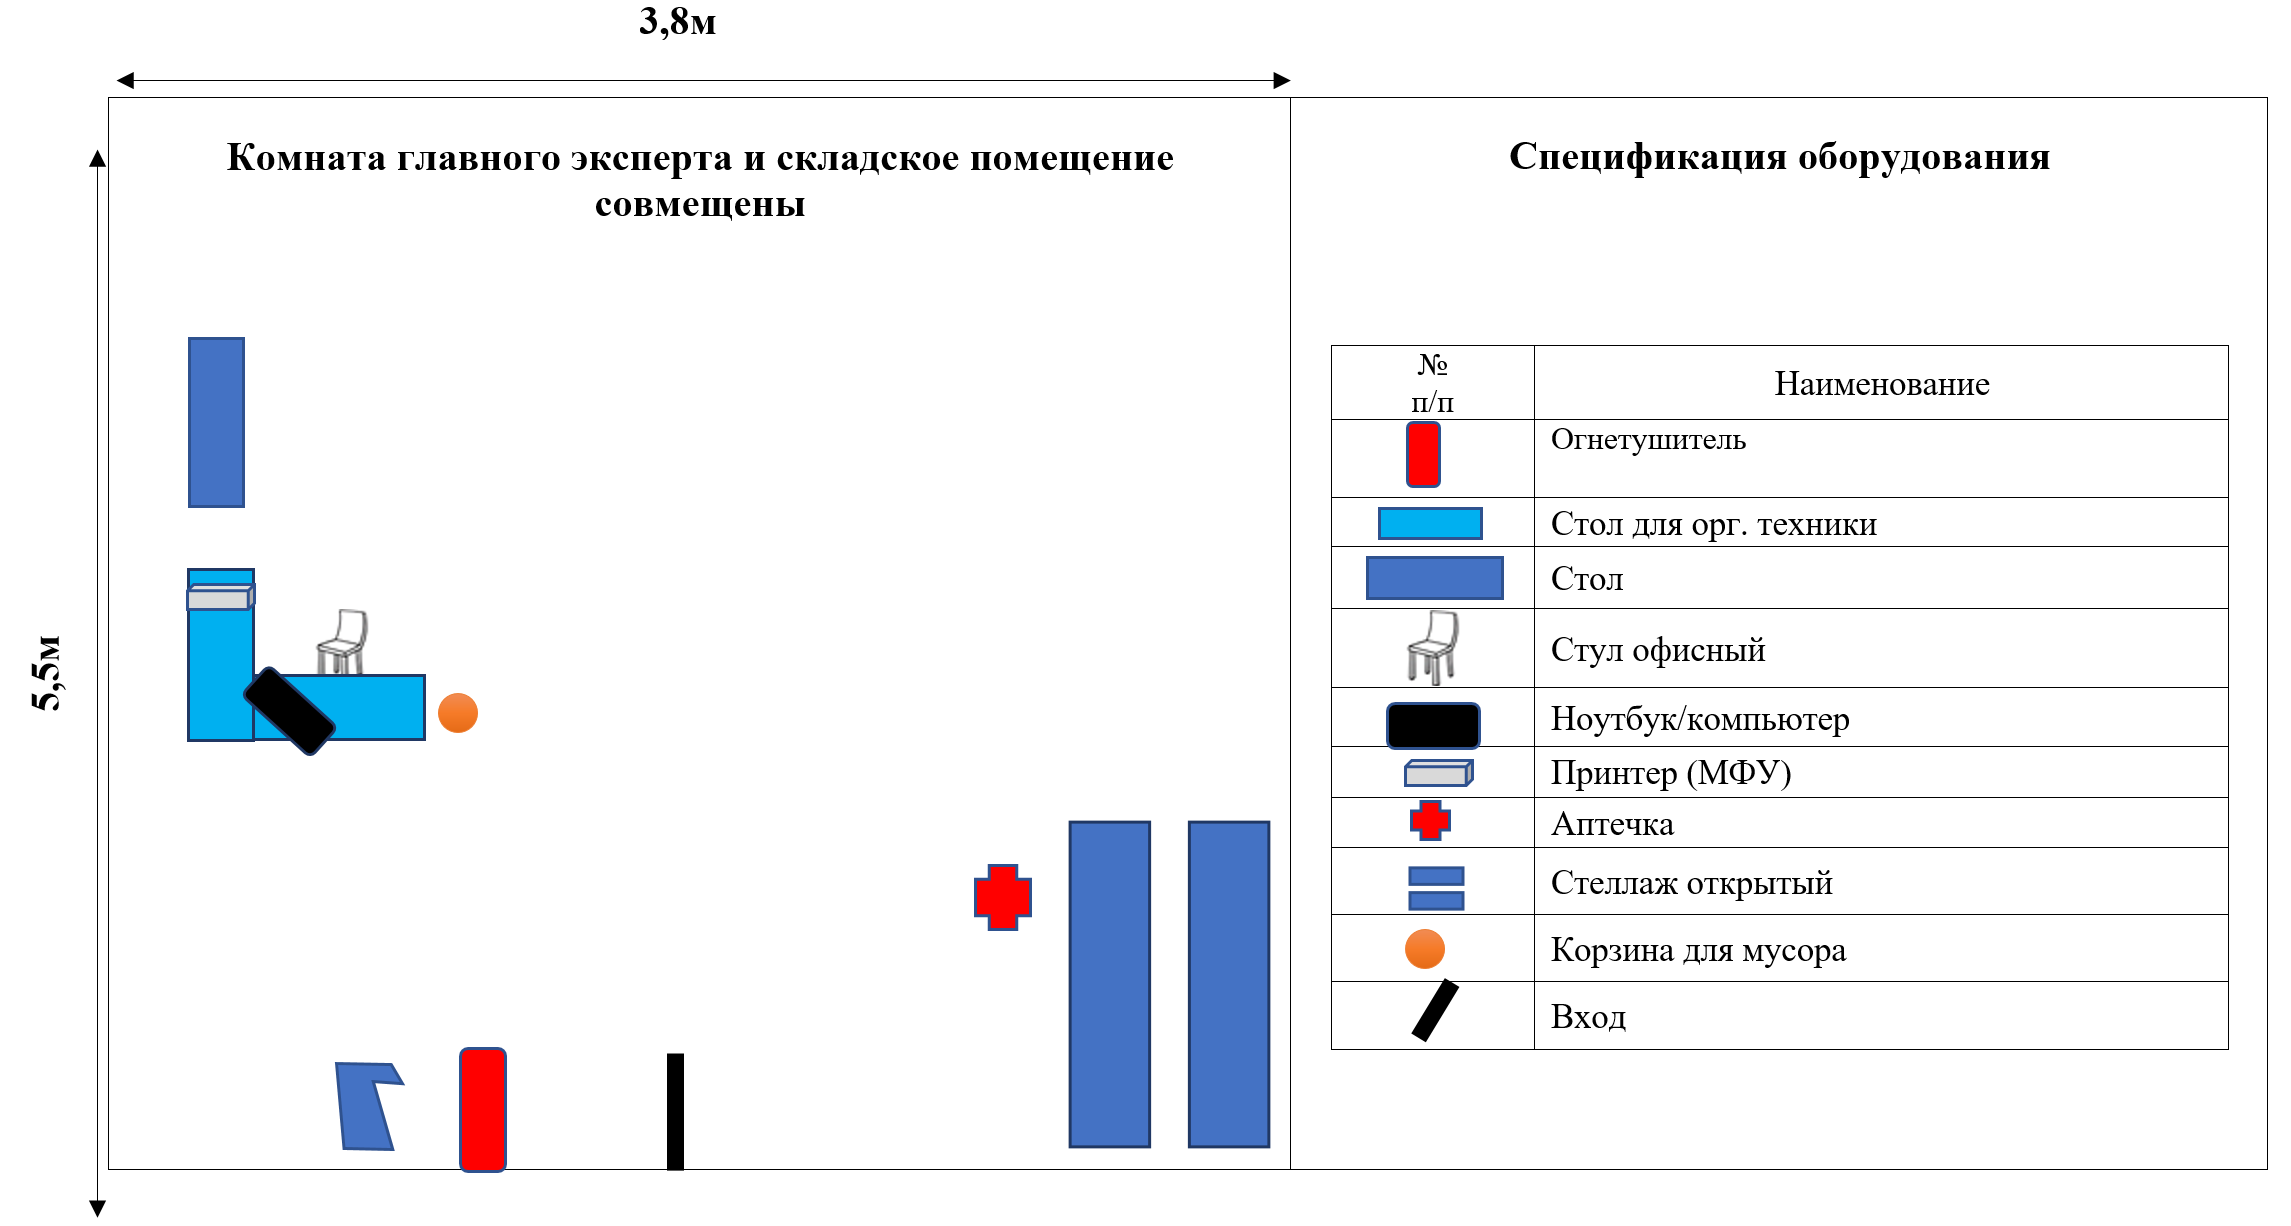 3,8м
Комната главного эксперта и складское помещение
совмещены
Спецификация оборудования
5,5м
№
п/п
Наименование
Огнетушитель
Стол для орг. техники
Стол
Стул офисный
Ноутбук/компьютер
Принтер (МФУ)
Аптечка
Стеллаж открытый
Корзина для мусора
Вход